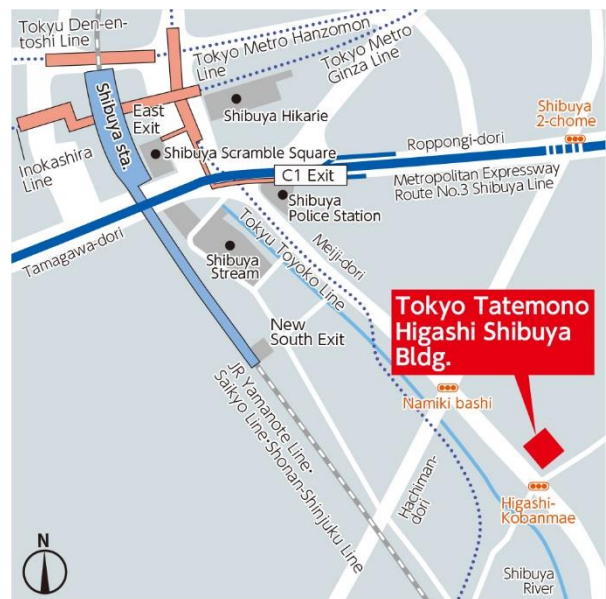 Tokyu Den-en-
toshi Line
Tokyo Metro Hanzomon
Line
Tokyo Metro
Ginza Line
Shibuya sta.
East
Exit
Shibuya Hikarie
Shibuya
2-chome
Inokashira
Line
Shibuya Scramble Square
Roppongi-dori
C1 Exit
Metropolitan Expressway
Route No.3 Shibuya Line
Shibuya
Police Station
Tamagawa-dori
Shibuya
Stream
Tokyu Toyoko Line
Meiji-dori
New
South Exit
Tokyo Tatemono
Higashi Shibuya
Bldg.
JR Yamanote Line•
Saikyo Line•Shonan-Shinjuku Line
Namiki bashi
Hachiman-
dori
Higashi-
Kobanmae
Shibuya
River
N